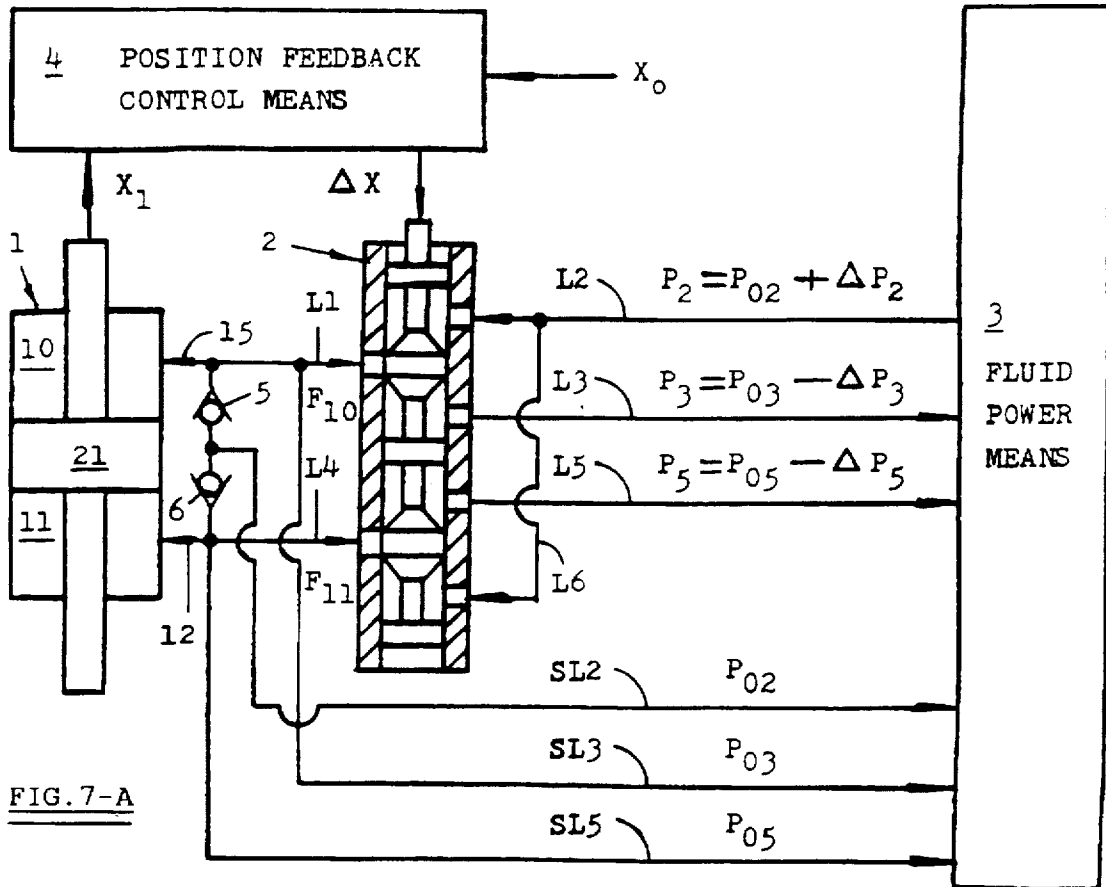 4 POSITION FEEDBACK
CONTROL MEANS
X₀
X₁
ΔX
1
2
3
L1
L2
P₂=P₀₂ + ΔP₂
10
15
5
F₁₀
L3
P₃=P₀₃ − ΔP₃
FLUID
POWER
MEANS
21
6
L4
L5
P₅=P₀₅ − ΔP₅
11
12
F₁₁
L6
SL2
P₀₂
SL3
P₀₃
FIG.7-A
SL5
P₀₅